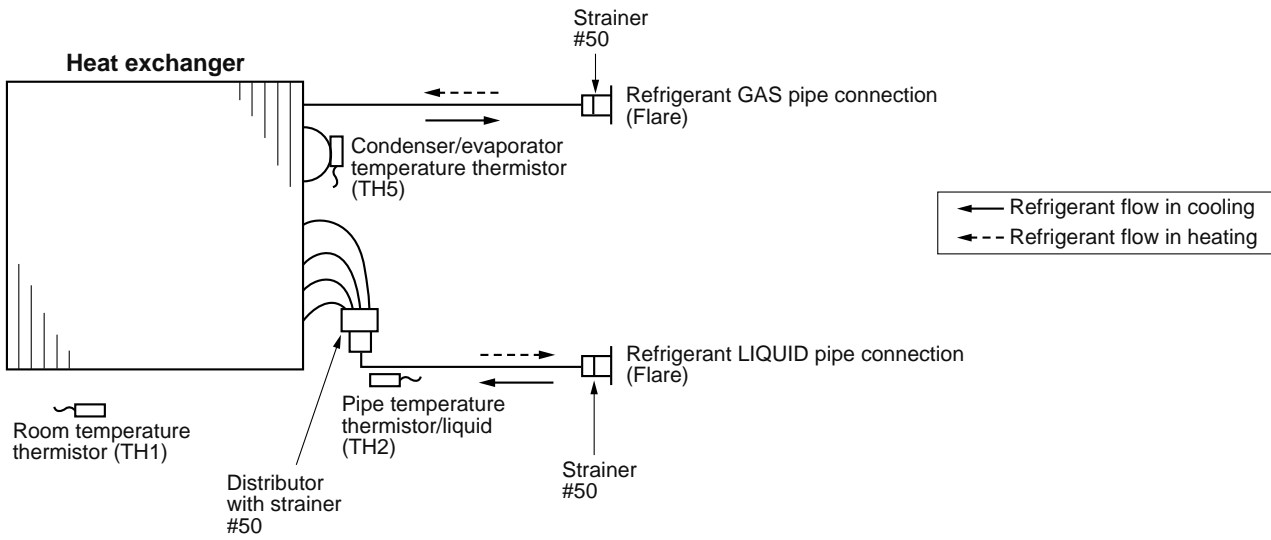 Strainer
#50
Heat exchanger
Refrigerant GAS pipe connection
(Flare)
Condenser/evaporator
temperature thermistor
(TH5)
Refrigerant flow in cooling
Refrigerant flow in heating
Refrigerant LIQUID pipe connection
(Flare)
Pipe temperature
thermistor/liquid
(TH2)
Room temperature
thermistor (TH1)
Strainer
#50
Distributor
with strainer
#50